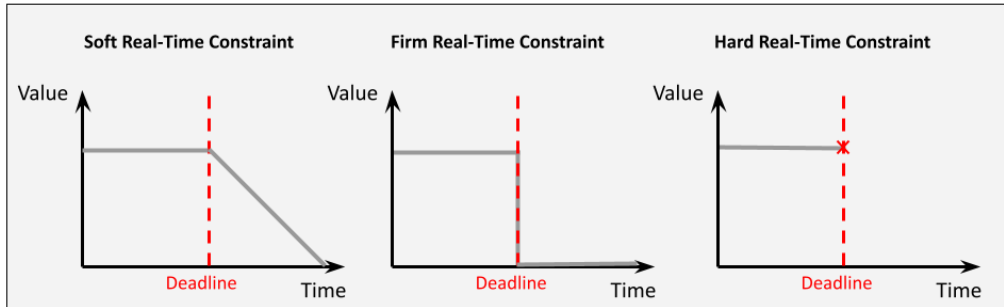 Soft Real-Time Constraint
Firm Real-Time Constraint
Hard Real-Time Constraint
Value
Value
Value
Deadline
Time
Deadline
Time
Deadline
Time